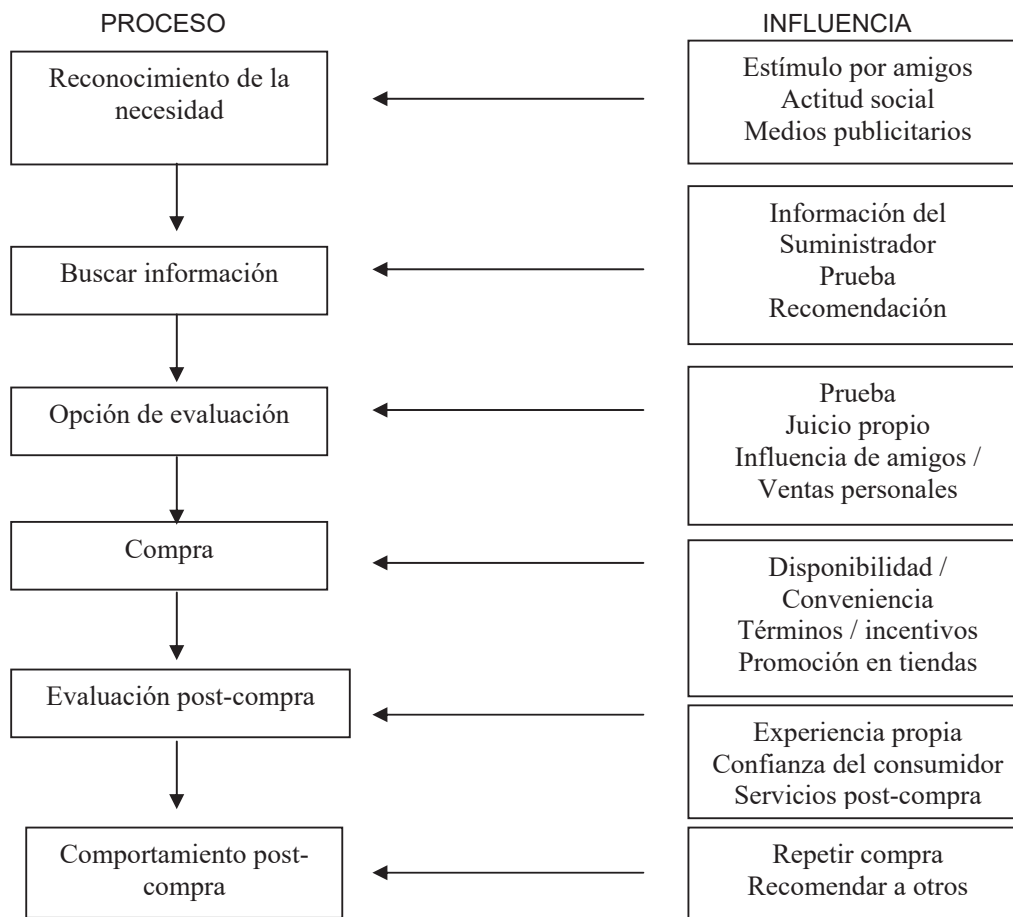 PROCESO
INFLUENCIA
Reconocimiento de la
necesidad
Estímulo por amigos
Actitud social
Medios publicitarios
Buscar información
Información del
Suministrador
Prueba
Recomendación
Opción de evaluación
Prueba
Juicio propio
Influencia de amigos /
Ventas personales
Compra
Disponibilidad /
Conveniencia
Términos / incentivos
Promoción en tiendas
Evaluación post-compra
Experiencia propia
Confianza del consumidor
Servicios post-compra
Comportamiento post-
compra
Repetir compra
Recomendar a otros